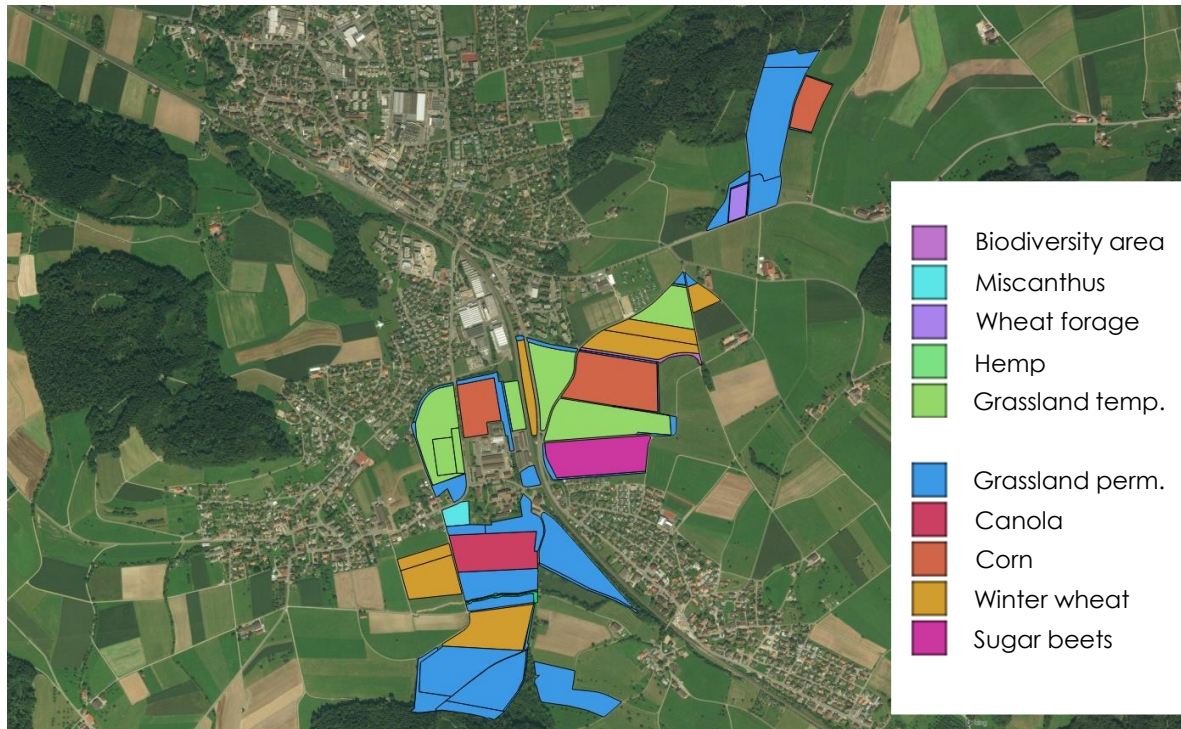 Biodiversity area
Miscanthus
Wheat forage
Hemp
Grassland temp.
Grassland perm.
Canola
Corn
Winter wheat
Sugar beets